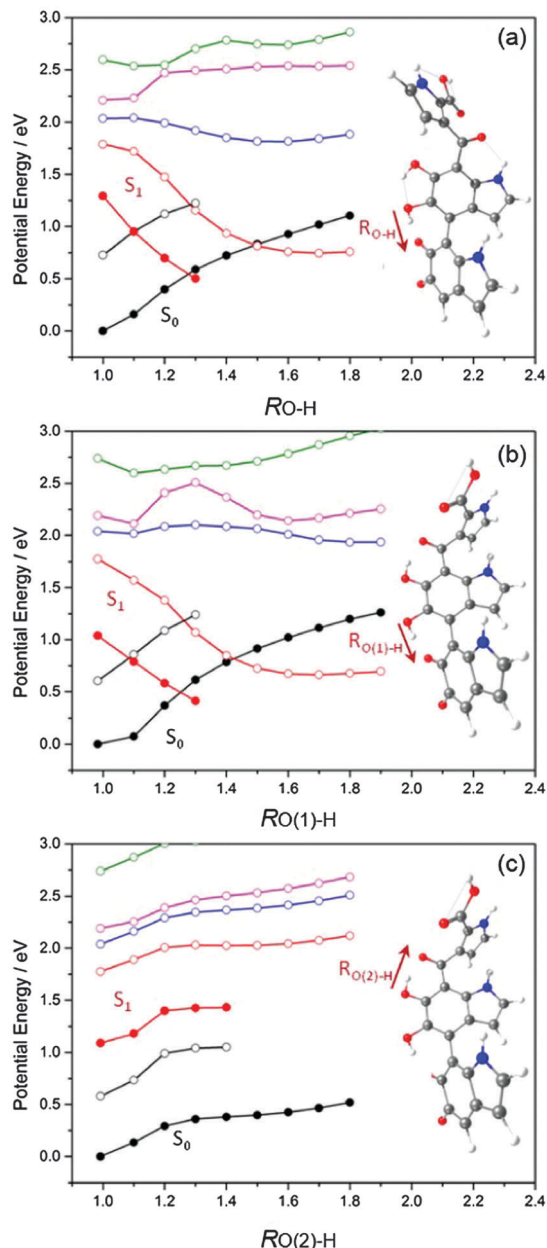 (a)
3.0
2.5
2.0
1.5
1.0
0.5
0.0
Potential Energy / eV
S1
S0
RO-H
1.0 1.2 1.4 1.6 1.8 2.0 2.2 2.4
RO-H
(b)
3.0
2.5
2.0
1.5
1.0
0.5
0.0
Potential Energy / eV
S1
S0
RO(1)-H
1.0 1.2 1.4 1.6 1.8 2.0 2.2 2.4
RO(1)-H
(c)
3.0
2.5
2.0
1.5
1.0
0.5
0.0
Potential Energy / eV
S1
S0
RO(2)-H
1.0 1.2 1.4 1.6 1.8 2.0 2.2 2.4
RO(2)-H